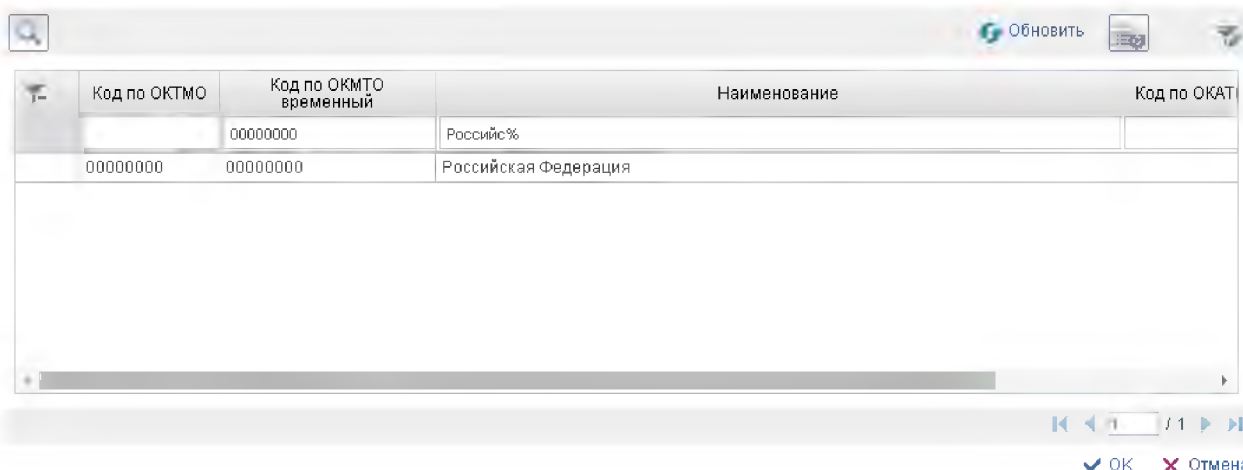 Обновить
Код по ОКТМО Код по ОКМТО временный Наименование Код по ОКАТ
00000000 Российс%
00000000 00000000 Российская Федерация
1 / 1
OK Отмена